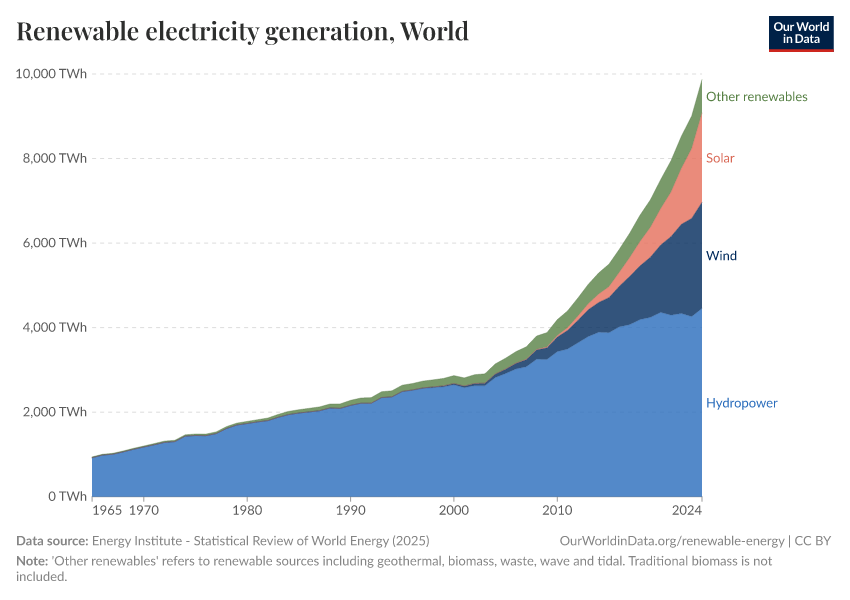 Renewable electricity generation, World
Our World
in Data
10,000 TWh
8,000 TWh
6,000 TWh
4,000 TWh
2,000 TWh
0 TWh
Other renewables
Solar
Wind
Hydropower
1965 1970 1980 1990 2000 2010 2024
Data source: Energy Institute - Statistical Review of World Energy (2025)
OurWorldinData.org/renewable-energy | CC BY
Note: 'Other renewables' refers to renewable sources including geothermal, biomass, waste, wave and tidal. Traditional biomass is not
included.